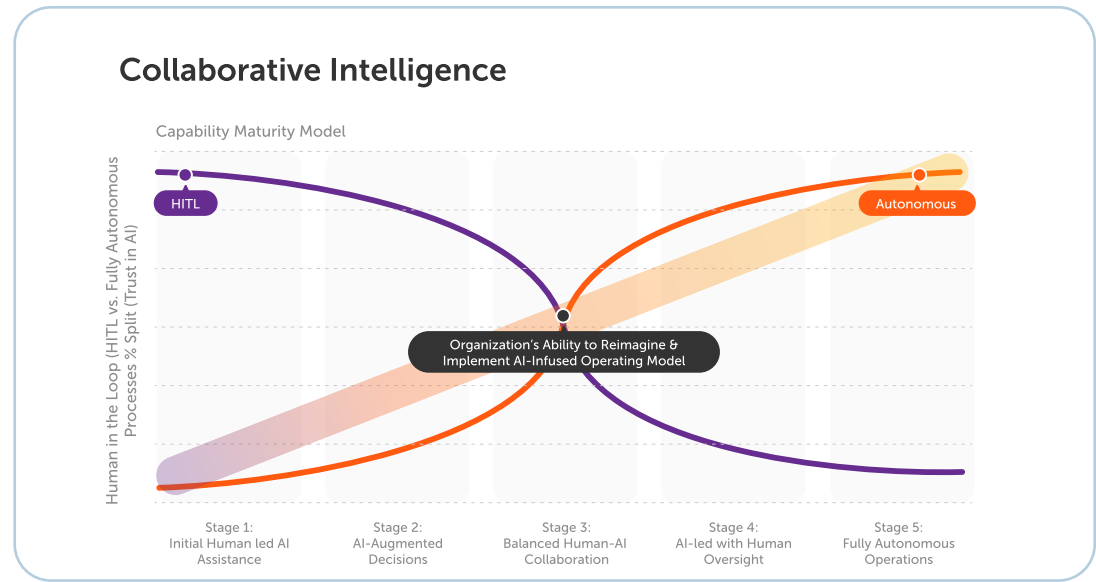 Collaborative Intelligence
Capability Maturity Model
Human in the Loop (HITL vs. Fully Autonomous
Processes % Split (Trust in AI)
HITL
Autonomous
Organization’s Ability to Reimagine &
Implement AI-Infused Operating Model
Stage 1:
Initial Human led AI
Assistance
Stage 2:
AI-Augmented
Decisions
Stage 3:
Balanced Human-AI
Collaboration
Stage 4:
AI-led with Human
Oversight
Stage 5:
Fully Autonomous
Operations